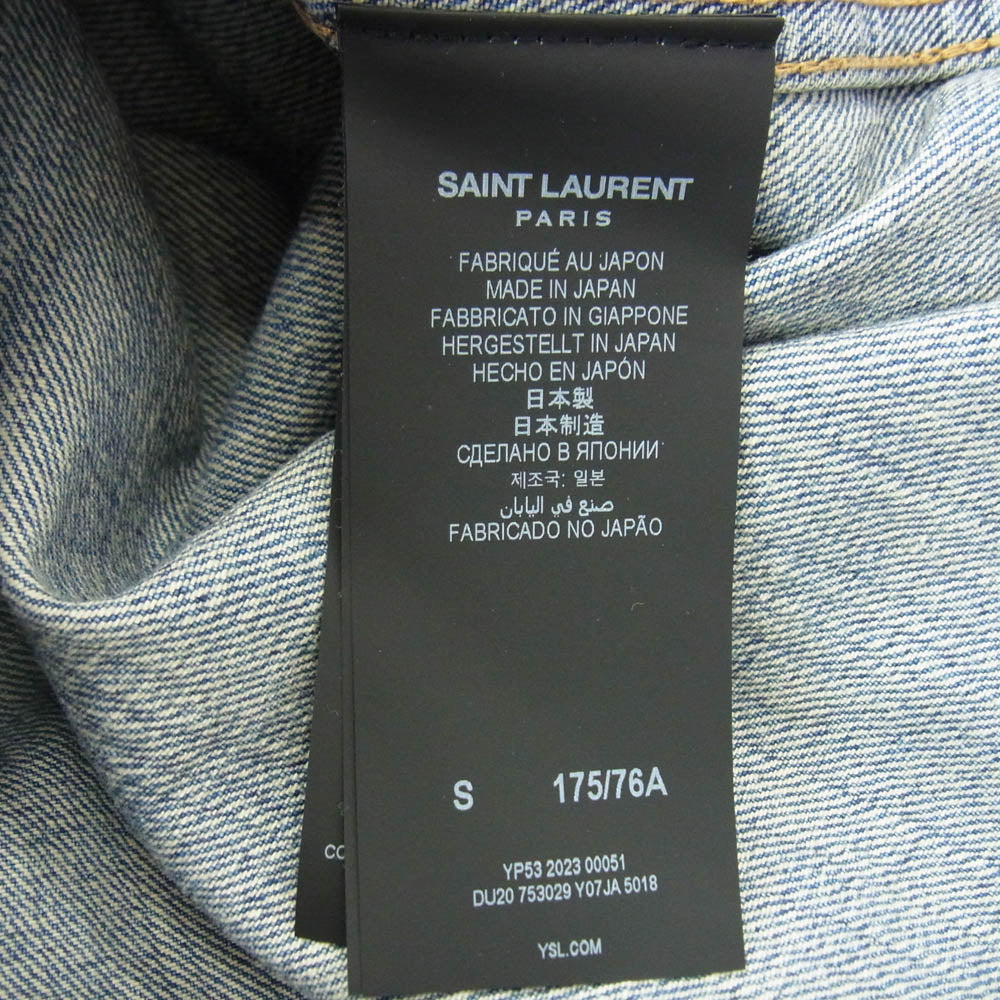 SAINT LAURENT
PARIS
FABRIQUÉ AU JAPON
MADE IN JAPAN
FABBRICATO IN GIAPPONE
HERGESTELLT IN JAPAN
HECHO EN JAPÓN
日本製
日本制造
СДЕЛАНО В ЯПОНИИ
제조국: 일본
صنع في اليابان
FABRICADO NO JAPÃO
S 175/76A
YP53 2023 00051
DU20 753029 Y07JA 5018
YSL.COM